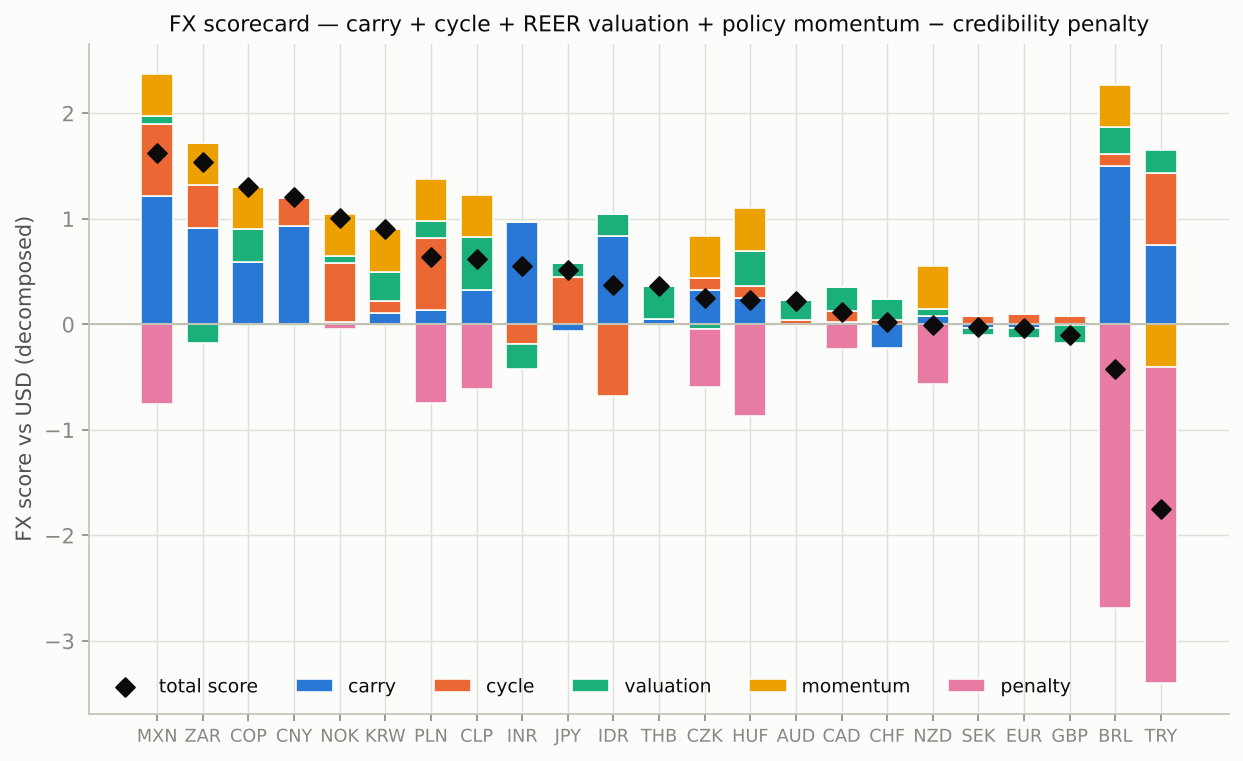 FX scorecard — carry + cycle + REER valuation + policy momentum − credibility penalty
FX score vs USD (decomposed)
2
1
0
−1
−2
−3
total score carry cycle valuation momentum penalty
MXN ZAR COP CNY NOK KRW PLN CLP INR JPY IDR THB CZK HUF AUD CAD CHF NZD SEK EUR GBP BRL TRY